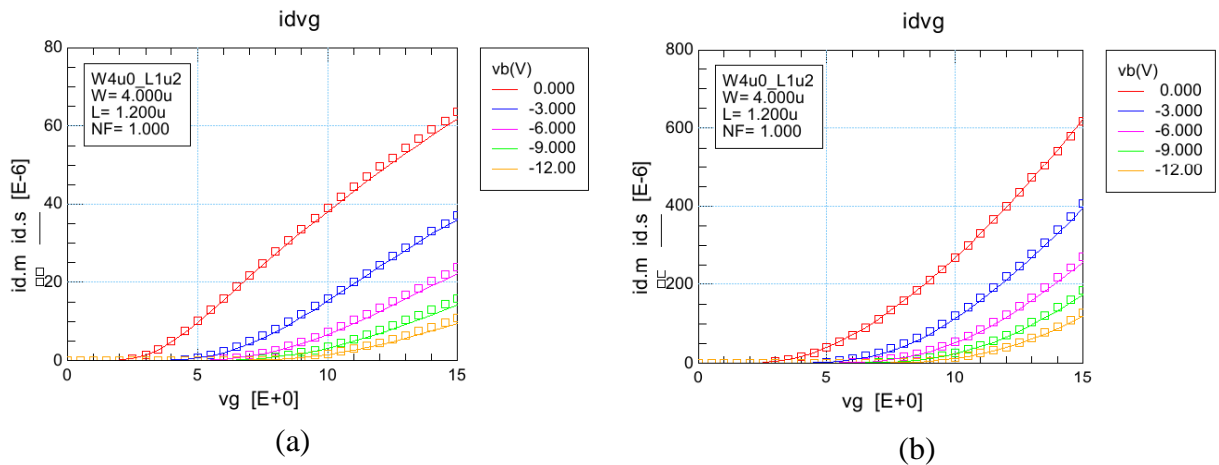 idvg
80
60
40
20
0
id.m id.s [E-6]
W4u0_L1u2
W= 4.000u
L= 1.200u
NF= 1.000
0 5 10 15
vg [E+0]
vb(V)
0.000
-3.000
-6.000
-9.000
-12.00
(a)
idvg
800
600
400
200
0
id.m id.s [E-6]
W4u0_L1u2
W= 4.000u
L= 1.200u
NF= 1.000
0 5 10 15
vg [E+0]
vb(V)
0.000
-3.000
-6.000
-9.000
-12.00
(b)